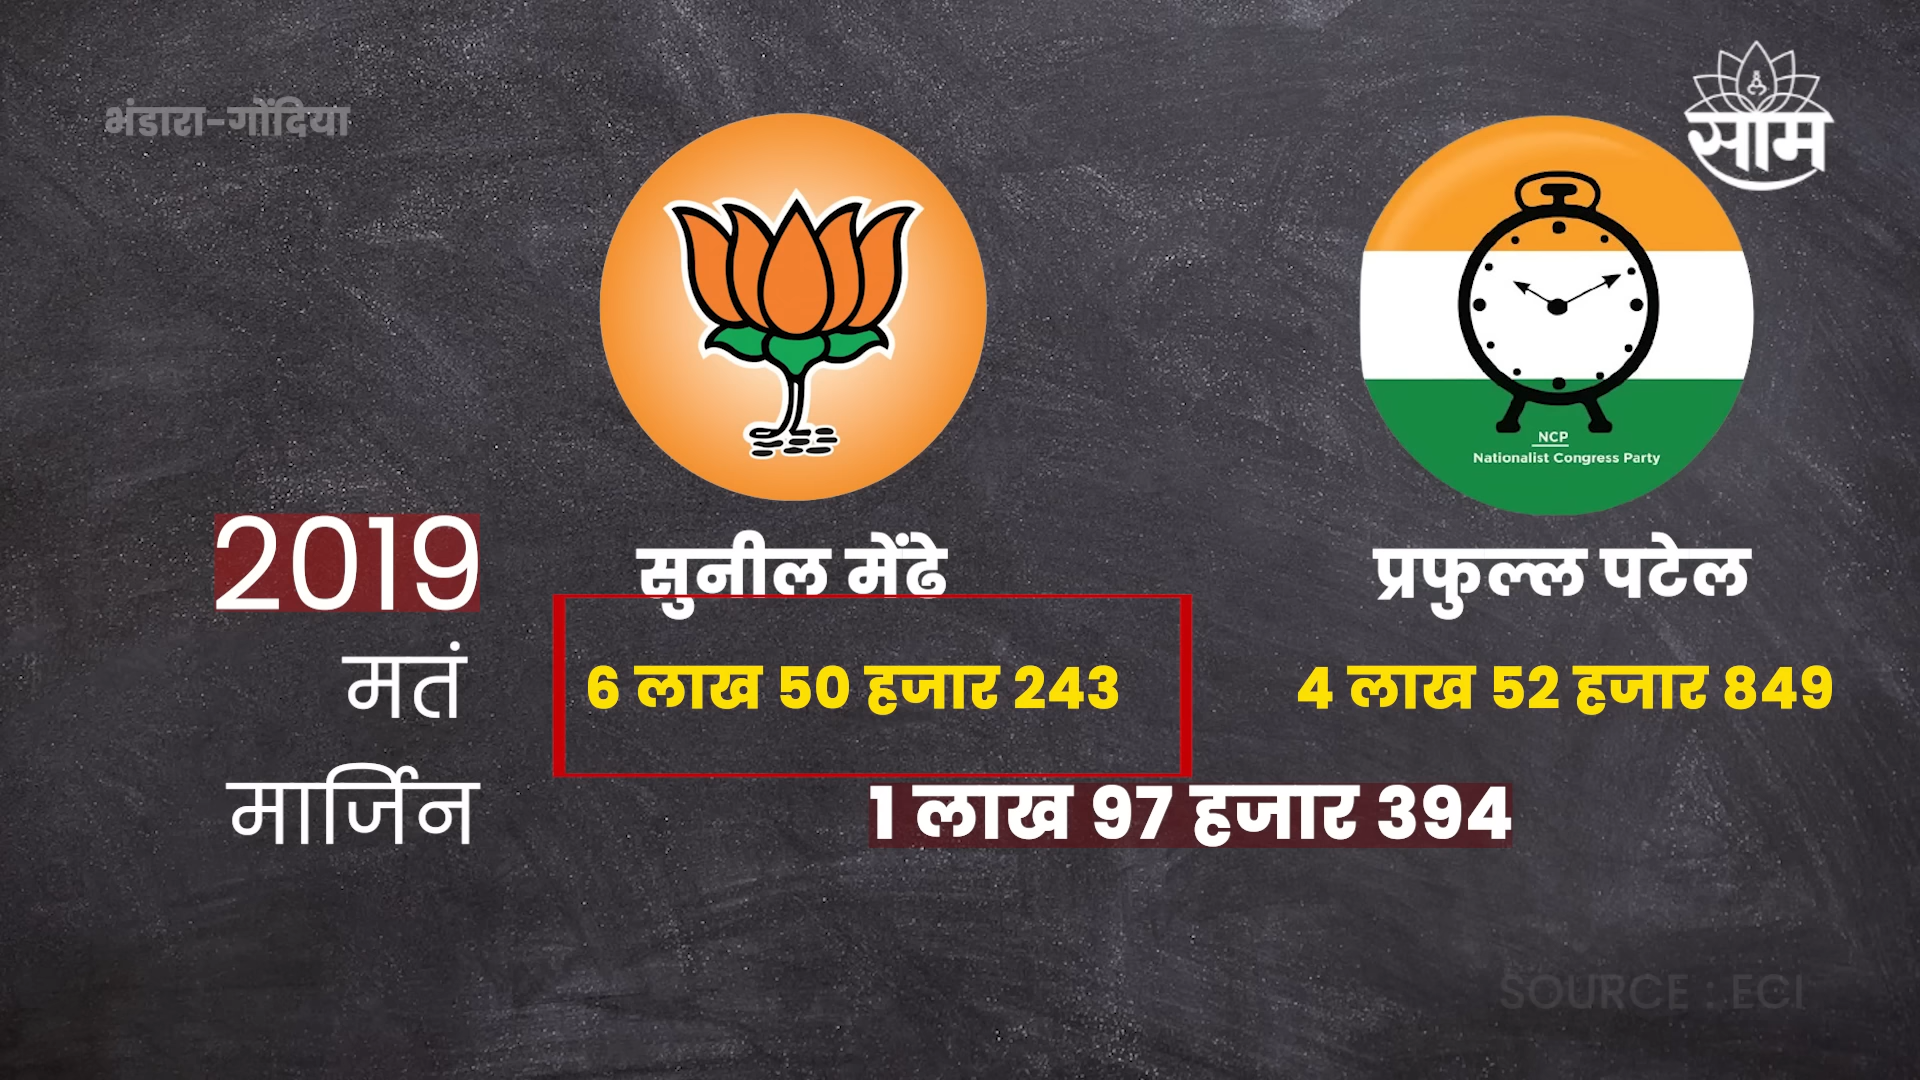 भंडारा-गोंदिया
साम
NCP
Nationalist Congress Party
2019
सुनील मेंढे
प्रफुल्ल पटेल
मतं
6 लाख 50 हजार 243
4 लाख 52 हजार 849
मार्जिन
1 लाख 97 हजार 394
SOURCE : ECI